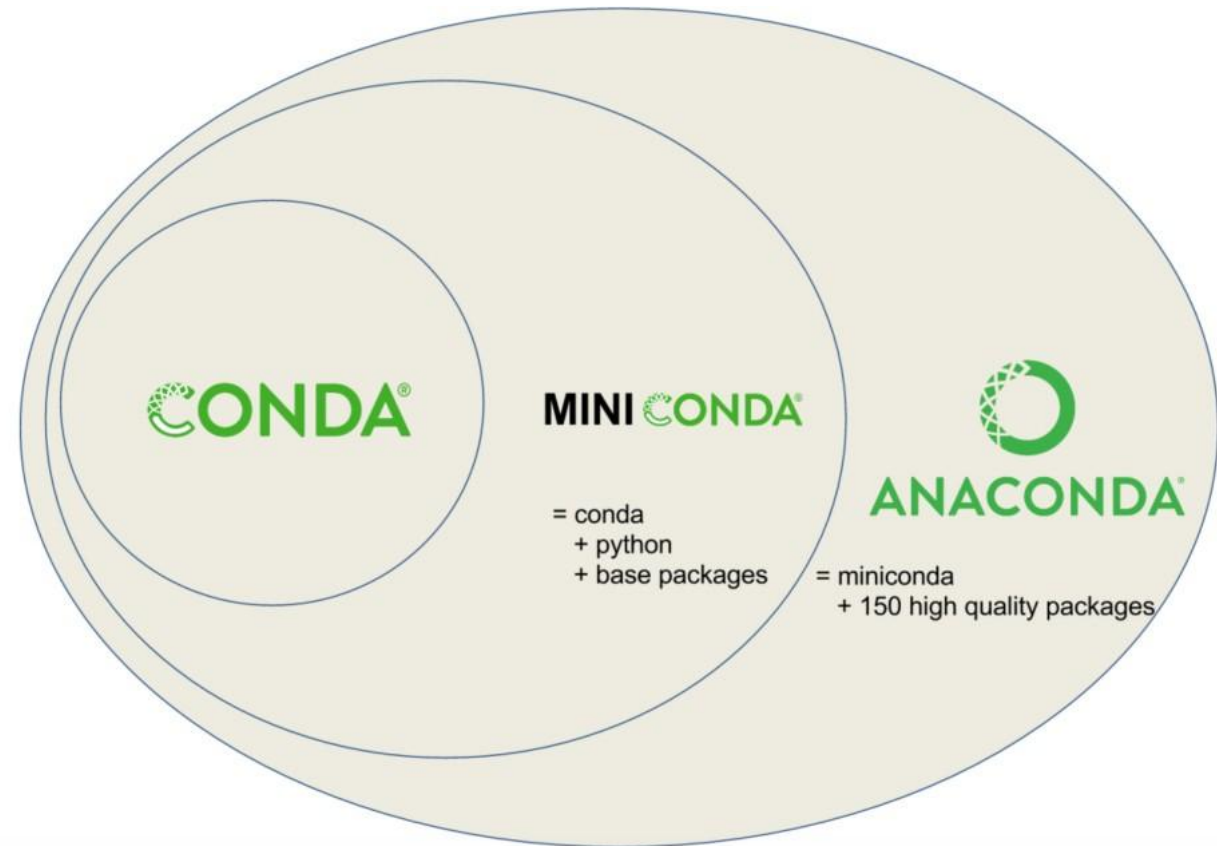 CONDA®
MINI CONDA®
= conda
+ python
+ base packages
ANACONDA®
= miniconda
+ 150 high quality packages